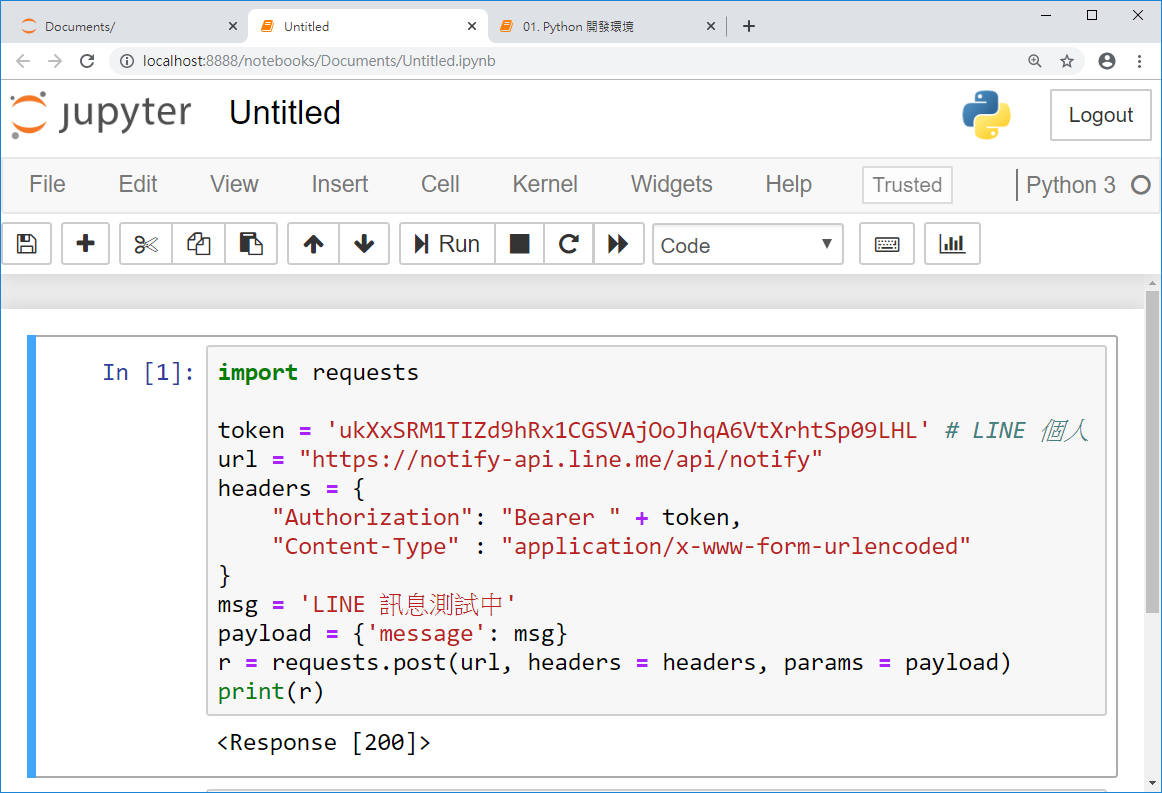 Documents/
Untitled
01. Python 開發環境
localhost:8888/notebooks/Documents/Untitled.ipynb
jupyter Untitled Logout
File Edit View Insert Cell Kernel Widgets Help Trusted Python 3
Run Code
In [1]:
import requests
token = 'ukXxSRM1TIZd9hRx1CGSVAjOoJhqA6VtXrhtSp09LHL' # LINE 個人
url = "https://notify-api.line.me/api/notify"
headers = {
"Authorization": "Bearer " + token,
"Content-Type" : "application/x-www-form-urlencoded"
}
msg = 'LINE 訊息測試中'
payload = {'message': msg}
r = requests.post(url, headers = headers, params = payload)
print(r)
<Response [200]>